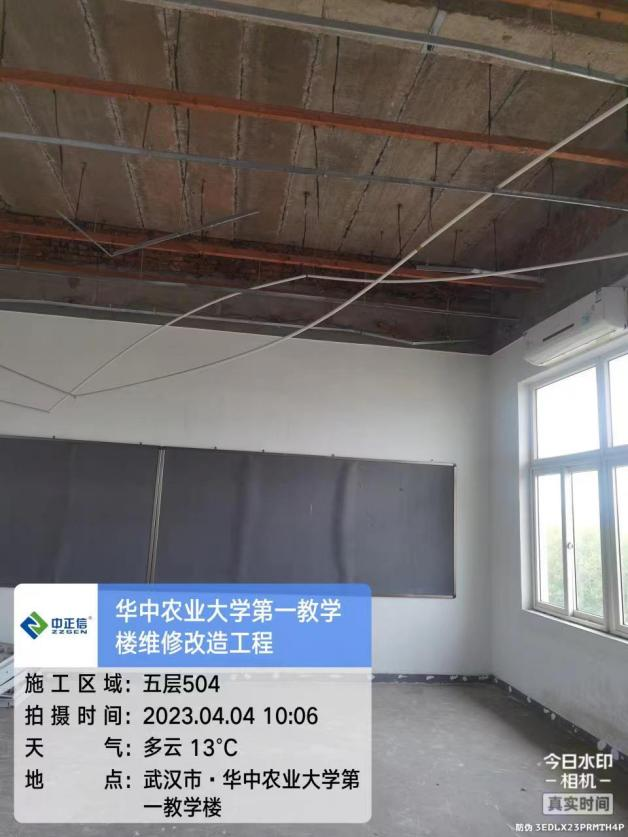 中正信®
ZZSEN
华中农业大学第一教学
楼维修改造工程
施工区域：五层504
拍摄时间：2023.04.04 10:06
天气：多云 13℃
地点：武汉市·华中农业大学第
一教学楼
今日水印
-相机-
真实时间
防伪 3EDLX23PRMTH4P